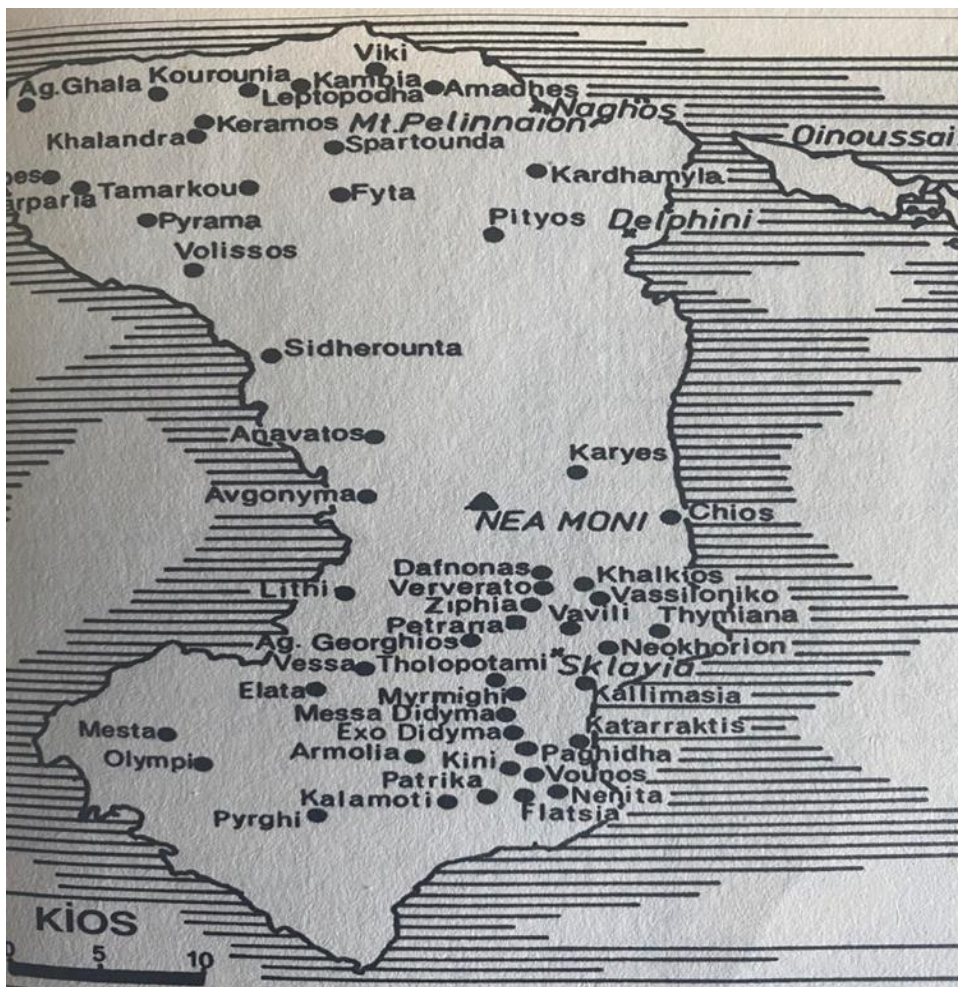 Viki
Ag.Ghala
Kourounia
Kambia
Leptopodha
Amadhes
Naghos
Keramos
Mt.Pelinnaion
Khalandra
Spartounda
Oinoussai
Kardhamyla
Tamarkou
Fyta
Pyrama
Pityos
Delphini
Volissos
Sidherounta
Anavatos
Karyes
Avgonyma
NEA MONI
Chios
Dafnonas
Khalkios
Lithi
Ververato
Vassiloniko
Ziphia
Vavili
Thymiana
Petrana
Ag. Georghios
Neokhorion
Vessa
Tholopotami
Sklavia
Elata
Myrmighi
Kallimasia
Messa Didyma
Katarraktis
Mesta
Exo Didyma
Armolia
Kini
Paghidha
Olympi
Patrika
Vounos
Kalamoti
Nenita
Flatsia
Pyrghi
KİOS
0 5 10